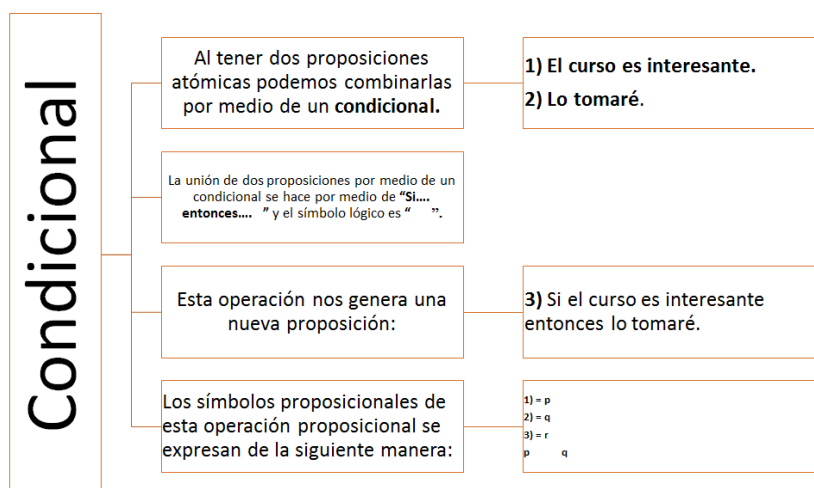 Condicional
Al tener dos proposiciones
atómicas podemos combinarlas
por medio de un condicional.
1) El curso es interesante.
2) Lo tomaré.
La unión de dos proposiciones por medio de un
condicional se hace por medio de “Si....
entonces.... ” y el símbolo lógico es “ ”.
Esta operación nos genera una
nueva proposición:
3) Si el curso es interesante
entonces lo tomaré.
Los símbolos proposicionales de
esta operación proposicional se
expresan de la siguiente manera:
1) = p
2) = q
3) = r
p q